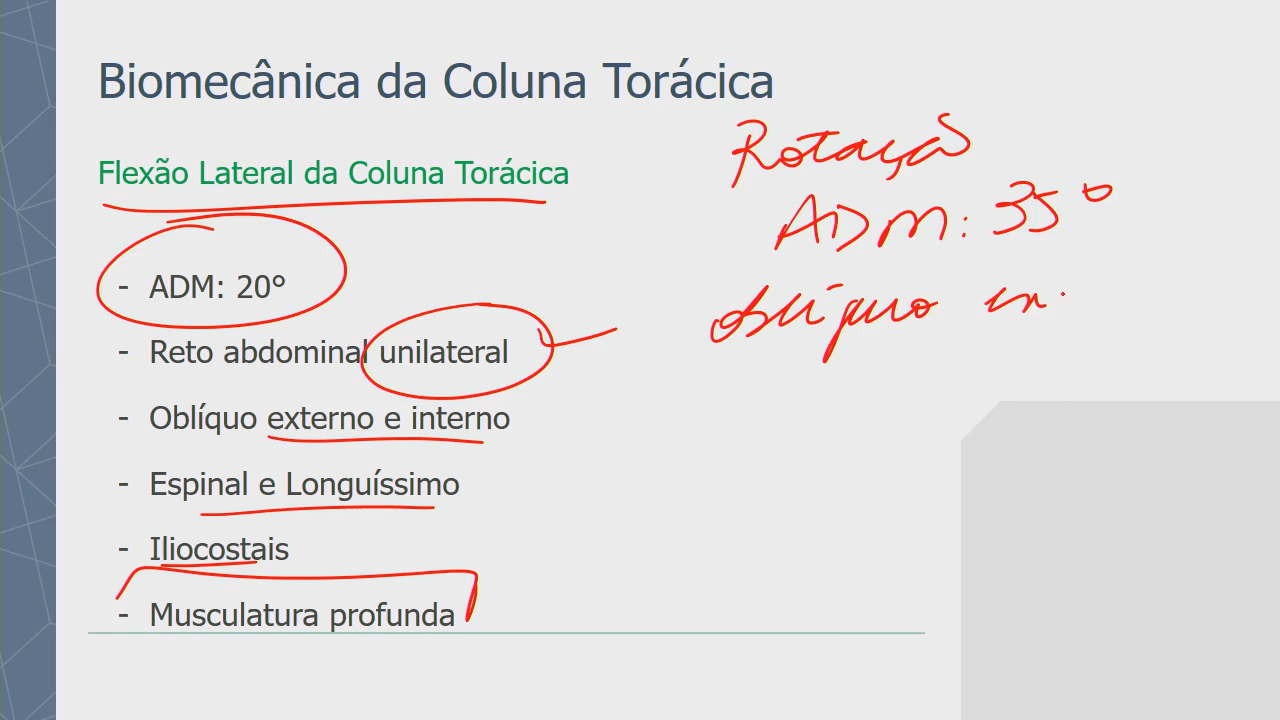 Biomecânica da Coluna Torácica
Flexão Lateral da Coluna Torácica
- ADM: 20°
- Reto abdominal unilateral
- Oblíquo externo e interno
- Espinal e Longuíssimo
- Iliocostais
- Musculatura profunda
Rotação
ADM: 35°